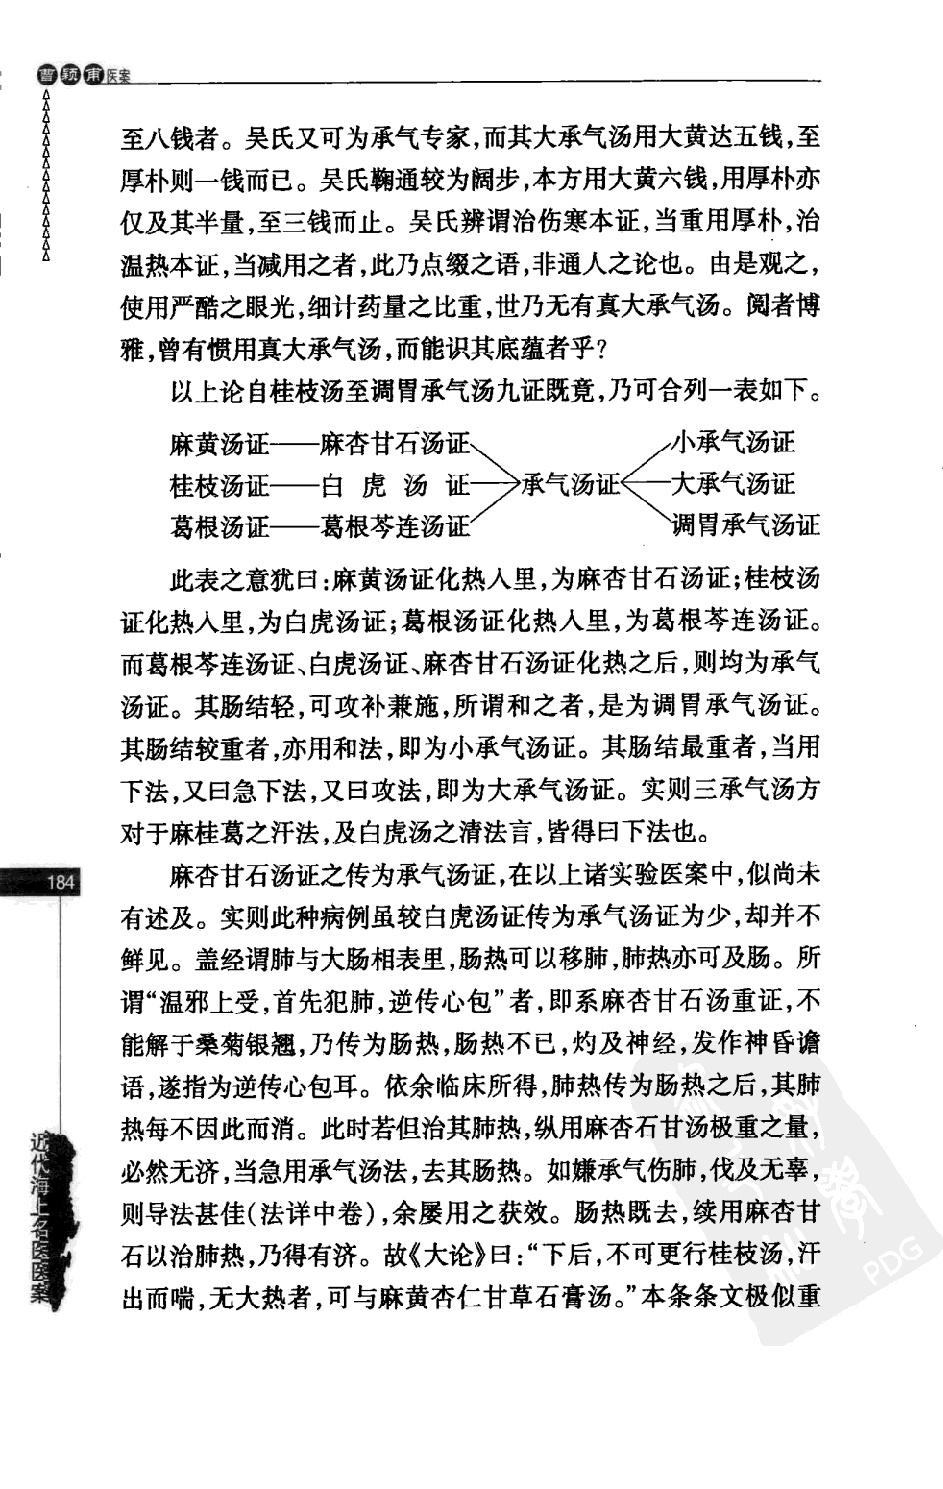 曹颖甫医案
至八钱者。吴氏又可为承气专家,而其大承气汤用大黄达五钱,至
厚朴则一钱而已。吴氏鞠通较为阔步,本方用大黄六钱,用厚朴亦
仅及其半量,至三钱而止。吴氏辨谓治伤寒本证,当重用厚朴,治
温热本证,当减用之者,此乃点缀之语,非通人之论也。由是观之,
使用严酷之眼光,细计药量之比重,世乃无有真大承气汤。阅者博
雅,曾有惯用真大承气汤,而能识其底蕴者乎?
以上论自桂枝汤至调胃承气汤九证既竟,乃可合列一表如下。
麻黄汤证——麻杏甘石汤证 小承气汤证
桂枝汤证——白虎汤证 承气汤证 大承气汤证
葛根汤证——葛根芩连汤证 调胃承气汤证
此表之意犹曰:麻黄汤证化热入里,为麻杏甘石汤证;桂枝汤
证化热入里,为白虎汤证;葛根汤证化热入里,为葛根芩连汤证。
而葛根芩连汤证、白虎汤证、麻杏甘石汤证化热之后,则均为承气
汤证。其肠结轻,可攻补兼施,所谓和之者,是为调胃承气汤证。
其肠结较重者,亦用和法,即为小承气汤证。其肠结最重者,当用
下法,又曰急下法,又曰攻法,即为大承气汤证。实则三承气汤方
对于麻桂葛之汗法,及白虎汤之清法言,皆得曰下法也。
麻杏甘石汤证之传为承气汤证,在以上诸实验医案中,似尚未
有述及。实则此种病例虽较白虎汤证传为承气汤证为少,却并不
鲜见。盖经谓肺与大肠相表里,肠热可以移肺,肺热亦可及肠。所
谓“温邪上受,首先犯肺,逆传心包”者,即系麻杏甘石汤重证,不
能解于桑菊银翘,乃传为肠热,肠热不已,灼及神经,发作神昏谵
语,遂指为逆传心包耳。依余临床所得,肺热传为肠热之后,其肺
热每不因此而消。此时若但治其肺热,纵用麻杏石甘汤极重之量,
必然无济,当急用承气汤法,去其肠热。如嫌承气伤肺,伐及无辜,
则导法甚佳(法详中卷),余屡用之获效。肠热既去,续用麻杏甘
石以治肺热,乃得有济。故《大论》曰:“下后,不可更行桂枝汤,汗
出而喘,无大热者,可与麻黄杏仁甘草石膏汤。”本条条文极似重
184
近代海上名医医案
PDG